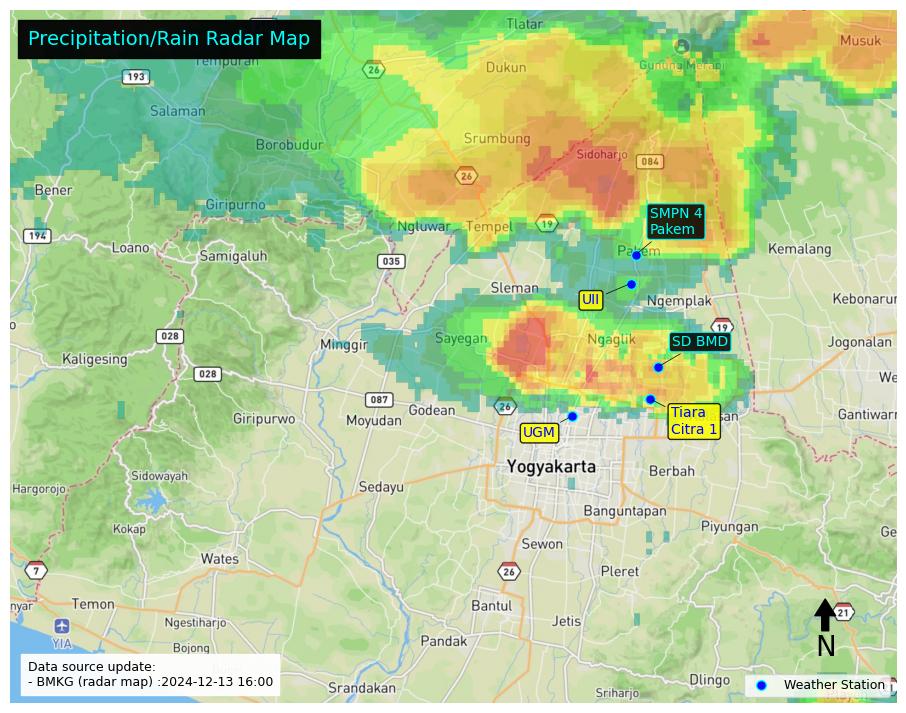 Precipitation/Rain Radar Map
Tlatar
Musuk
Tempuran
26
Dukun
Gunung Merapi
193
Salaman
Borobudur
Srumbung
Sidoharjo
084
26
Bener
Giripurno
SMPN 4
Pakem
194
Ngluwar
Tempel
19
Loano
Samigaluh
035
Pakem
Kemalang
Sleman
UII
Ngemplak
Kebonarum
028
Minggir
Sayegan
Ngaglik
19
SD BMD
Jogonalan
Kaligesing
028
087
Godean
26
Tiara
Citra 1
Giripurwo
Moyudan
UGM
Gantiwarn
Yogyakarta
Berbah
Hargorojo
Sidowayah
Sedayu
Kokap
Banguntapan
Piyungan
Sewon
Wates
7
26
Pleret
Temon
Bantul
Ngestiharjo
Jetis
21
YIA
Bojong
Pandak
N
Data source update:
- BMKG (radar map) :2024-12-13 16:00
Srandakan
Sriharjo
Dlingo
Weather Station